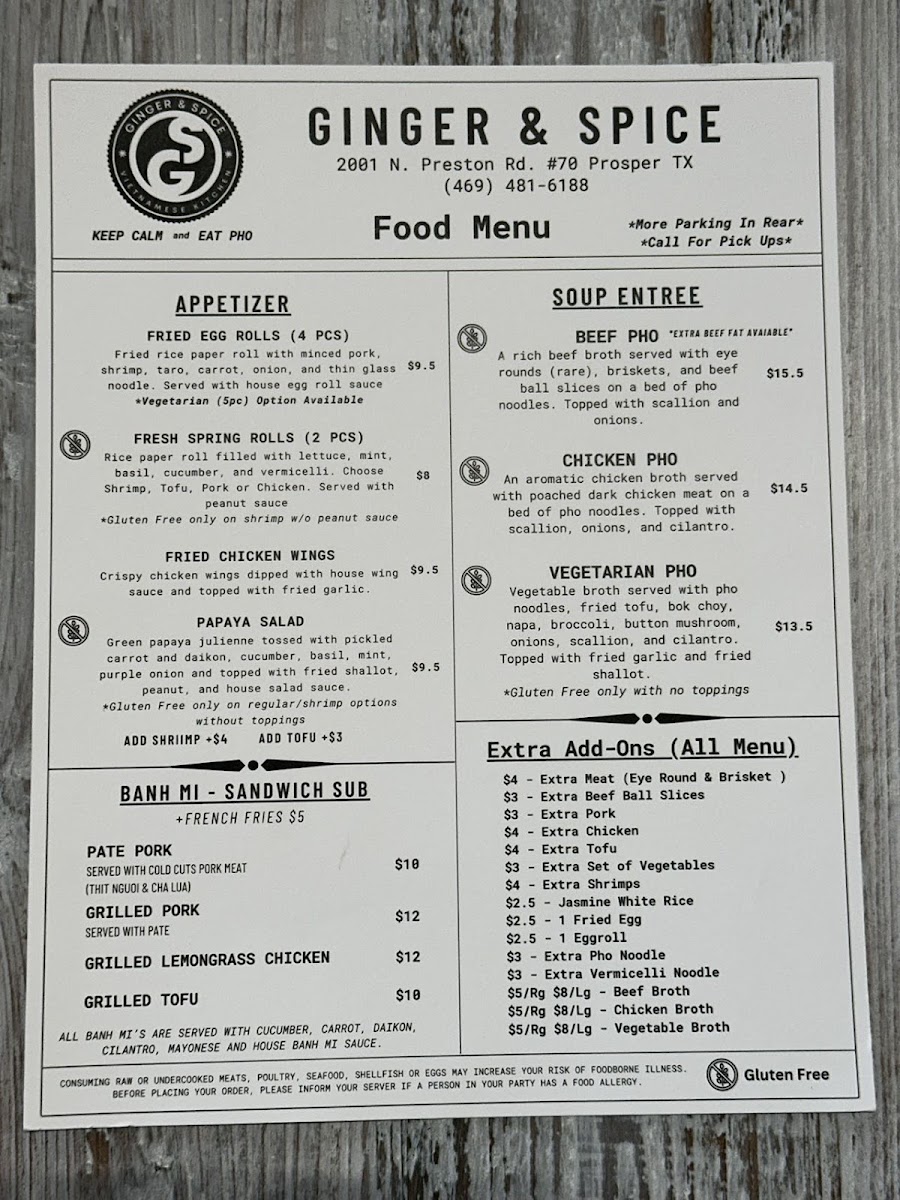 GINGER & SPICE
SG
VIETNAMESE KITCHEN
KEEP CALM and EAT PHO
GINGER & SPICE
2001 N. Preston Rd. #70 Prosper TX
(469) 481-6188
Food Menu
*More Parking In Rear*
*Call For Pick Ups*
APPETIZER
FRIED EGG ROLLS (4 PCS)
Fried rice paper roll with minced pork,
shrimp, taro, carrot, onion, and thin glass
noodle. Served with house egg roll sauce
$9.5
*Vegetarian (5pc) Option Available
FRESH SPRING ROLLS (2 PCS)
Rice paper roll filled with lettuce, mint,
basil, cucumber, and vermicelli. Choose
Shrimp, Tofu, Pork or Chicken. Served with
peanut sauce
$8
*Gluten Free only on shrimp w/o peanut sauce
FRIED CHICKEN WINGS
Crispy chicken wings dipped with house wing
sauce and topped with fried garlic.
$9.5
PAPAYA SALAD
Green papaya julienne tossed with pickled
carrot and daikon, cucumber, basil, mint,
purple onion and topped with fried shallot,
peanut, and house salad sauce.
$9.5
*Gluten Free only on regular/shrimp options
without toppings
ADD SHRIIMP +$4 ADD TOFU +$3
BANH MI - SANDWICH SUB
+FRENCH FRIES $5
PATE PORK
SERVED WITH COLD CUTS PORK MEAT
(THIT NGUOI & CHA LUA)
$10
GRILLED PORK
SERVED WITH PATE
$12
GRILLED LEMONGRASS CHICKEN $12
GRILLED TOFU $10
ALL BANH MI'S ARE SERVED WITH CUCUMBER, CARROT, DAIKON,
CILANTRO, MAYONESE AND HOUSE BANH MI SAUCE.
SOUP ENTREE
BEEF PHO *EXTRA BEEF FAT AVAIABLE*
A rich beef broth served with eye
rounds (rare), briskets, and beef
ball slices on a bed of pho
noodles. Topped with scallion and
onions.
$15.5
CHICKEN PHO
An aromatic chicken broth served
with poached dark chicken meat on a
bed of pho noodles. Topped with
scallion, onions, and cilantro.
$14.5
VEGETARIAN PHO
Vegetable broth served with pho
noodles, fried tofu, bok choy,
napa, broccoli, button mushroom,
onions, scallion, and cilantro.
Topped with fried garlic and fried
shallot.
$13.5
*Gluten Free only with no toppings
Extra Add-Ons (All Menu)
$4 - Extra Meat (Eye Round & Brisket )
$3 - Extra Beef Ball Slices
$3 - Extra Pork
$4 - Extra Chicken
$4 - Extra Tofu
$3 - Extra Set of Vegetables
$4 - Extra Shrimps
$2.5 - Jasmine White Rice
$2.5 - 1 Fried Egg
$2.5 - 1 Eggroll
$3 - Extra Pho Noodle
$3 - Extra Vermicelli Noodle
$5/Rg $8/Lg - Beef Broth
$5/Rg $8/Lg - Chicken Broth
$5/Rg $8/Lg - Vegetable Broth
CONSUMING RAW OR UNDERCOOKED MEATS, POULTRY, SEAFOOD, SHELLFISH OR EGGS MAY INCREASE YOUR RISK OF FOODBORNE ILLNESS.
BEFORE PLACING YOUR ORDER, PLEASE INFORM YOUR SERVER IF A PERSON IN YOUR PARTY HAS A FOOD ALLERGY.
Gluten Free